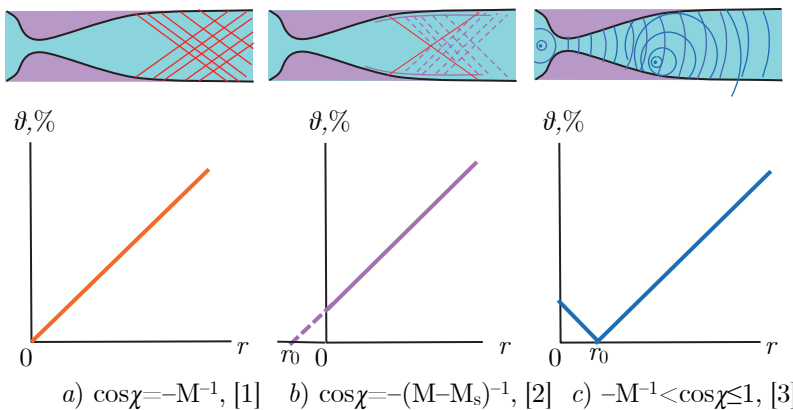 ϑ,% ϑ,% ϑ,%
0 r r₀ 0 r 0 r₀ r
a) cosχ=–M⁻¹, [1] b) cosχ=–(M–Mₛ)⁻¹, [2] c) –M⁻¹<cosχ≤1, [3]